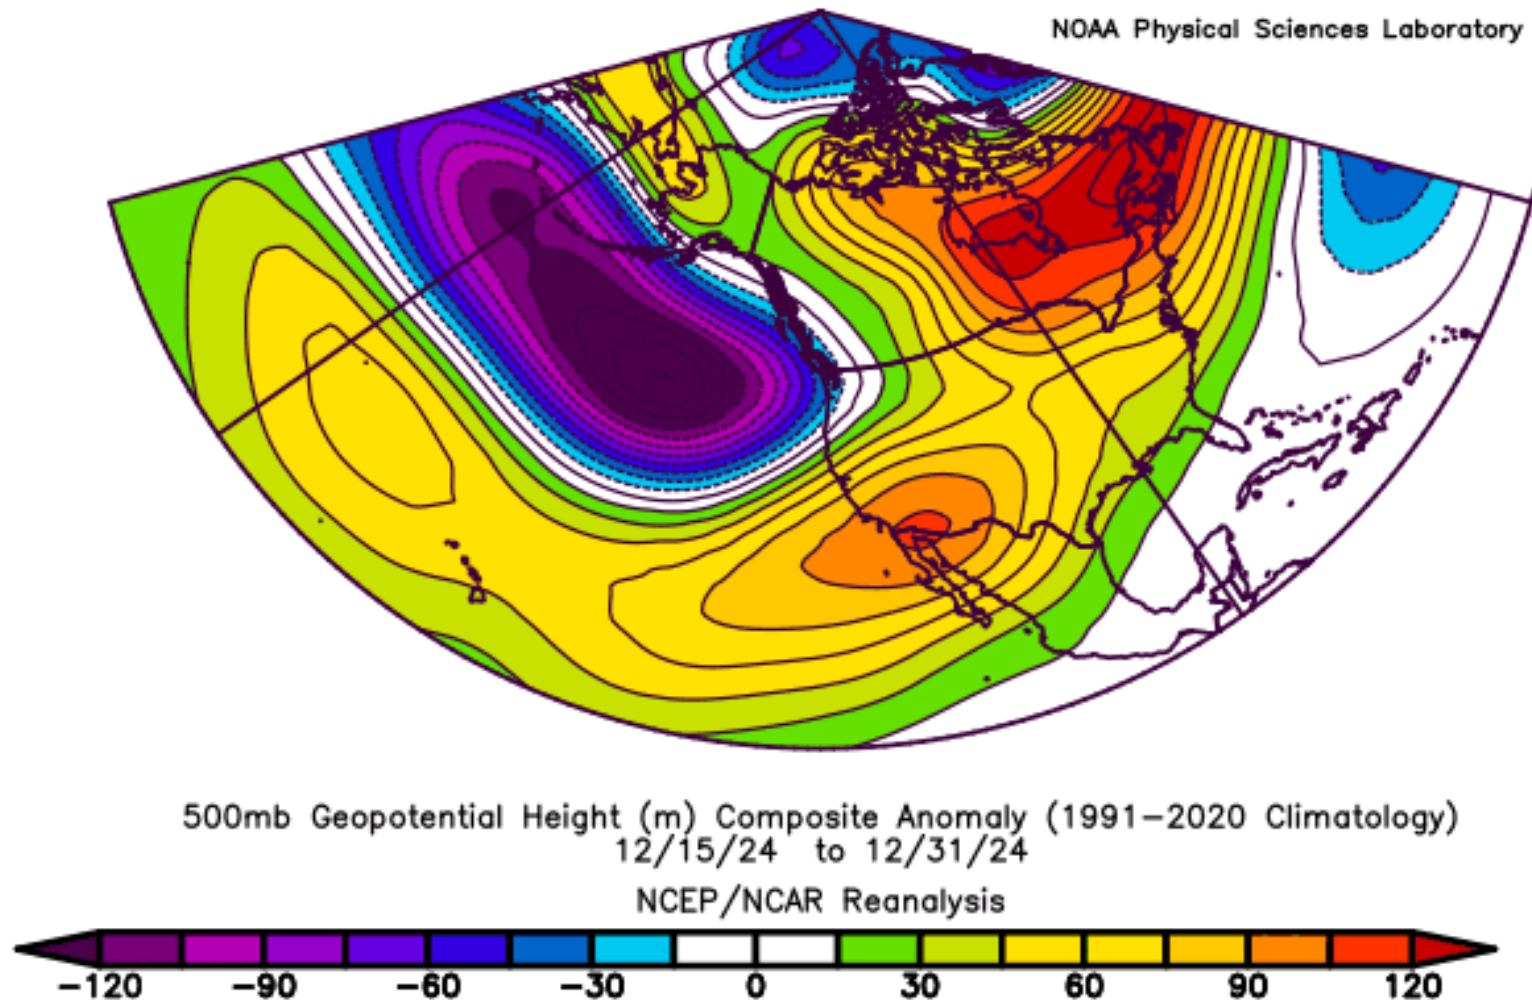 NOAA Physical Sciences Laboratory
500mb Geopotential Height (m) Composite Anomaly (1991-2020 Climatology)
12/15/24 to 12/31/24
NCEP/NCAR Reanalysis
-120 -90 -60 -30 0 30 60 90 120